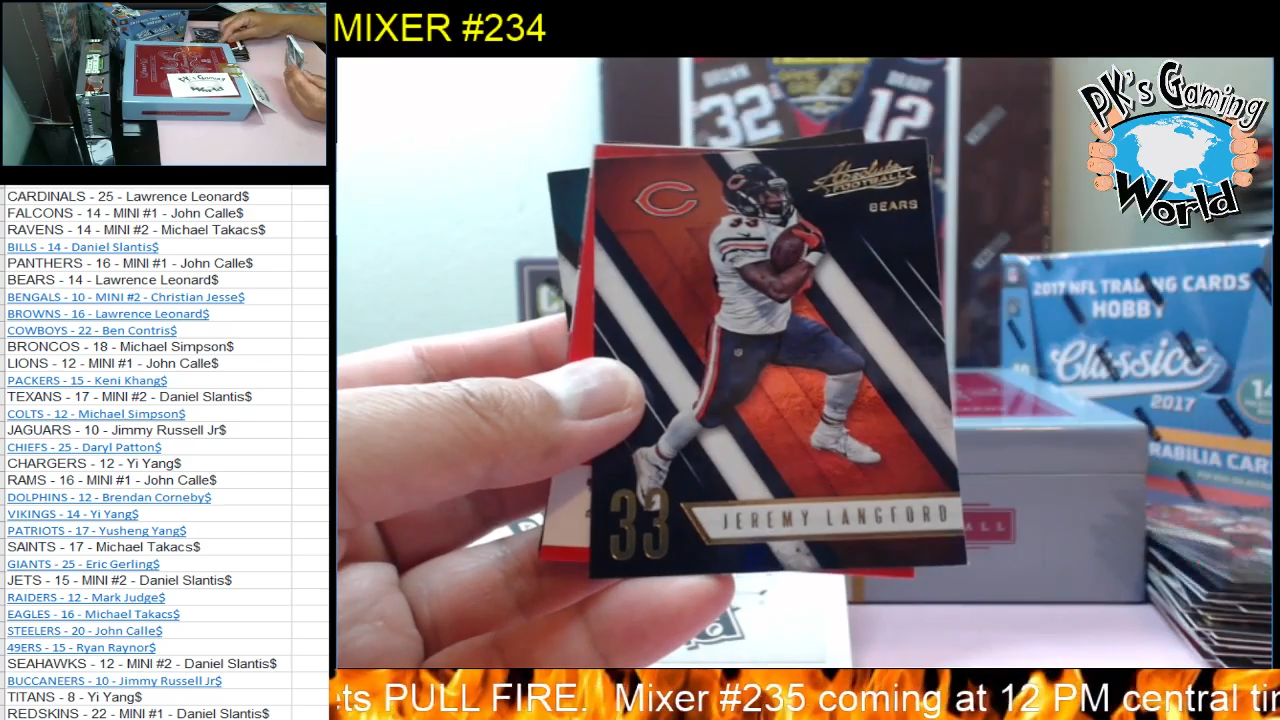 MIXER #234
CARDINALS - 25 - Lawrence Leonard$
FALCONS - 14 - MINI #1 - John Calle$
RAVENS - 14 - MINI #2 - Michael Takacs$
BILLS - 14 - Daniel Slantis$
PANTHERS - 16 - MINI #1 - John Calle$
BEARS - 14 - Lawrence Leonard$
BENGALS - 10 - MINI #2 - Christian Jesse$
BROWNS - 16 - Lawrence Leonard$
COWBOYS - 22 - Ben Contris$
BRONCOS - 18 - Michael Simpson$
LIONS - 12 - MINI #1 - John Calle$
PACKERS - 15 - Keni Khang$
TEXANS - 17 - MINI #2 - Daniel Slantis$
COLTS - 12 - Michael Simpson$
JAGUARS - 10 - Jimmy Russell Jr$
CHIEFS - 25 - Daryl Patton$
CHARGERS - 12 - Yi Yang$
RAMS - 16 - MINI #1 - John Calle$
DOLPHINS - 12 - Brendan Corneby$
VIKINGS - 14 - Yi Yang$
PATRIOTS - 17 - Yusheng Yang$
SAINTS - 17 - Michael Takacs$
GIANTS - 25 - Eric Gerling$
JETS - 15 - MINI #2 - Daniel Slantis$
RAIDERS - 12 - Mark Judge$
EAGLES - 16 - Michael Takacs$
STEELERS - 20 - John Calle$
49ERS - 15 - Ryan Raynor$
SEAHAWKS - 12 - MINI #2 - Daniel Slantis$
BUCCANEERS - 10 - Jimmy Russell Jr$
TITANS - 8 - Yi Yang$
REDSKINS - 22 - MINI #1 - Daniel Slantis$
BROWN
32
12
Absolute
FOOTBALL
BEARS
33
33
JEREMY LANGFORD
PK's Gaming
World
2017 NFL TRADING CARDS
HOBBY
Classics
2017
14
ets PULL FIRE. Mixer #235 coming at 12 PM central